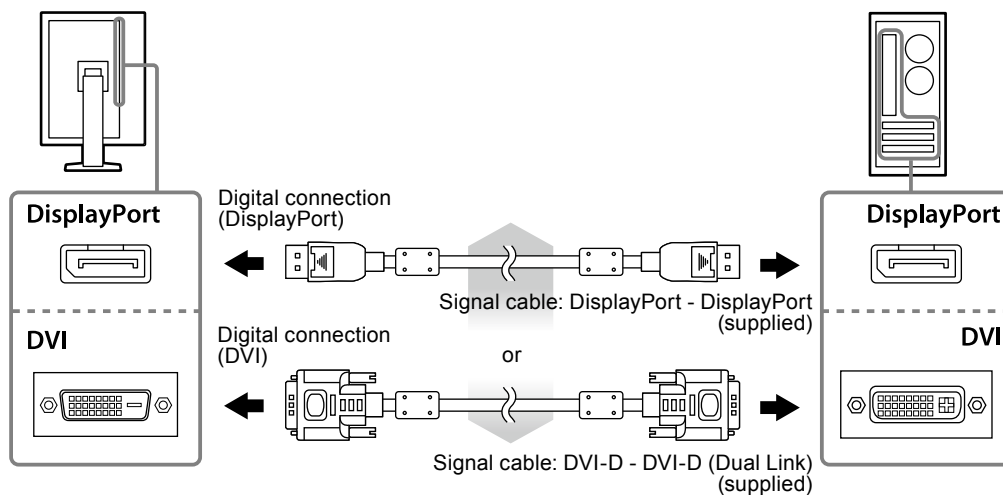 DisplayPort
Digital connection
(DisplayPort)
DisplayPort
Signal cable: DisplayPort - DisplayPort
(supplied)
DVI
Digital connection
(DVI)
or
DVI
Signal cable: DVI-D - DVI-D (Dual Link)
(supplied)